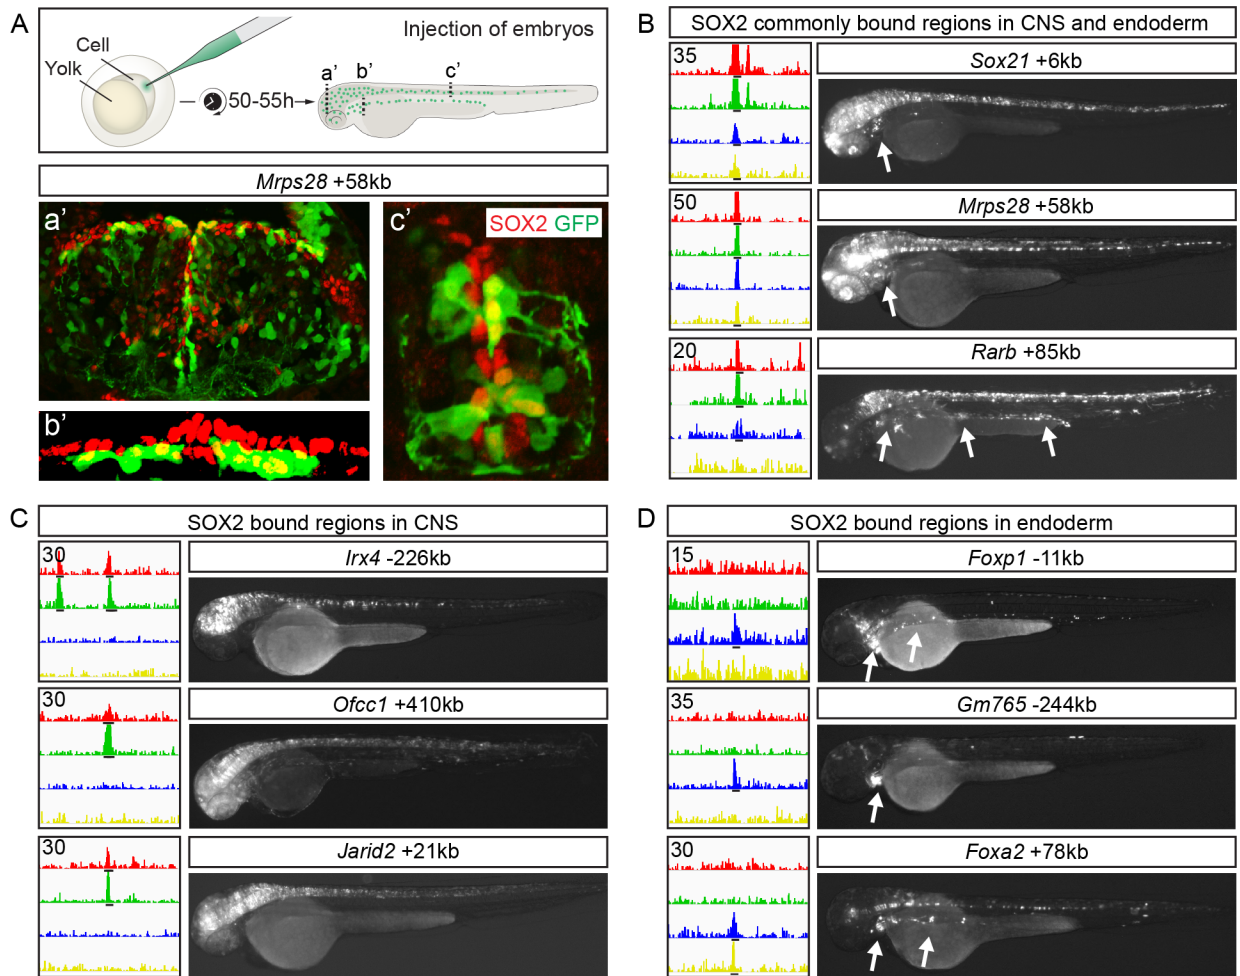 A
Injection of embryos
Cell
Yolk
50-55h
a’
b’
c’
Mrps28 +58kb
a’
c’
SOX2 GFP
b’
B
SOX2 commonly bound regions in CNS and endoderm
35
Sox21 +6kb
50
Mrps28 +58kb
20
Rarb +85kb
C
SOX2 bound regions in CNS
30
Irx4 -226kb
30
Ofcc1 +410kb
30
Jarid2 +21kb
D
SOX2 bound regions in endoderm
15
Foxp1 -11kb
35
Gm765 -244kb
30
Foxa2 +78kb